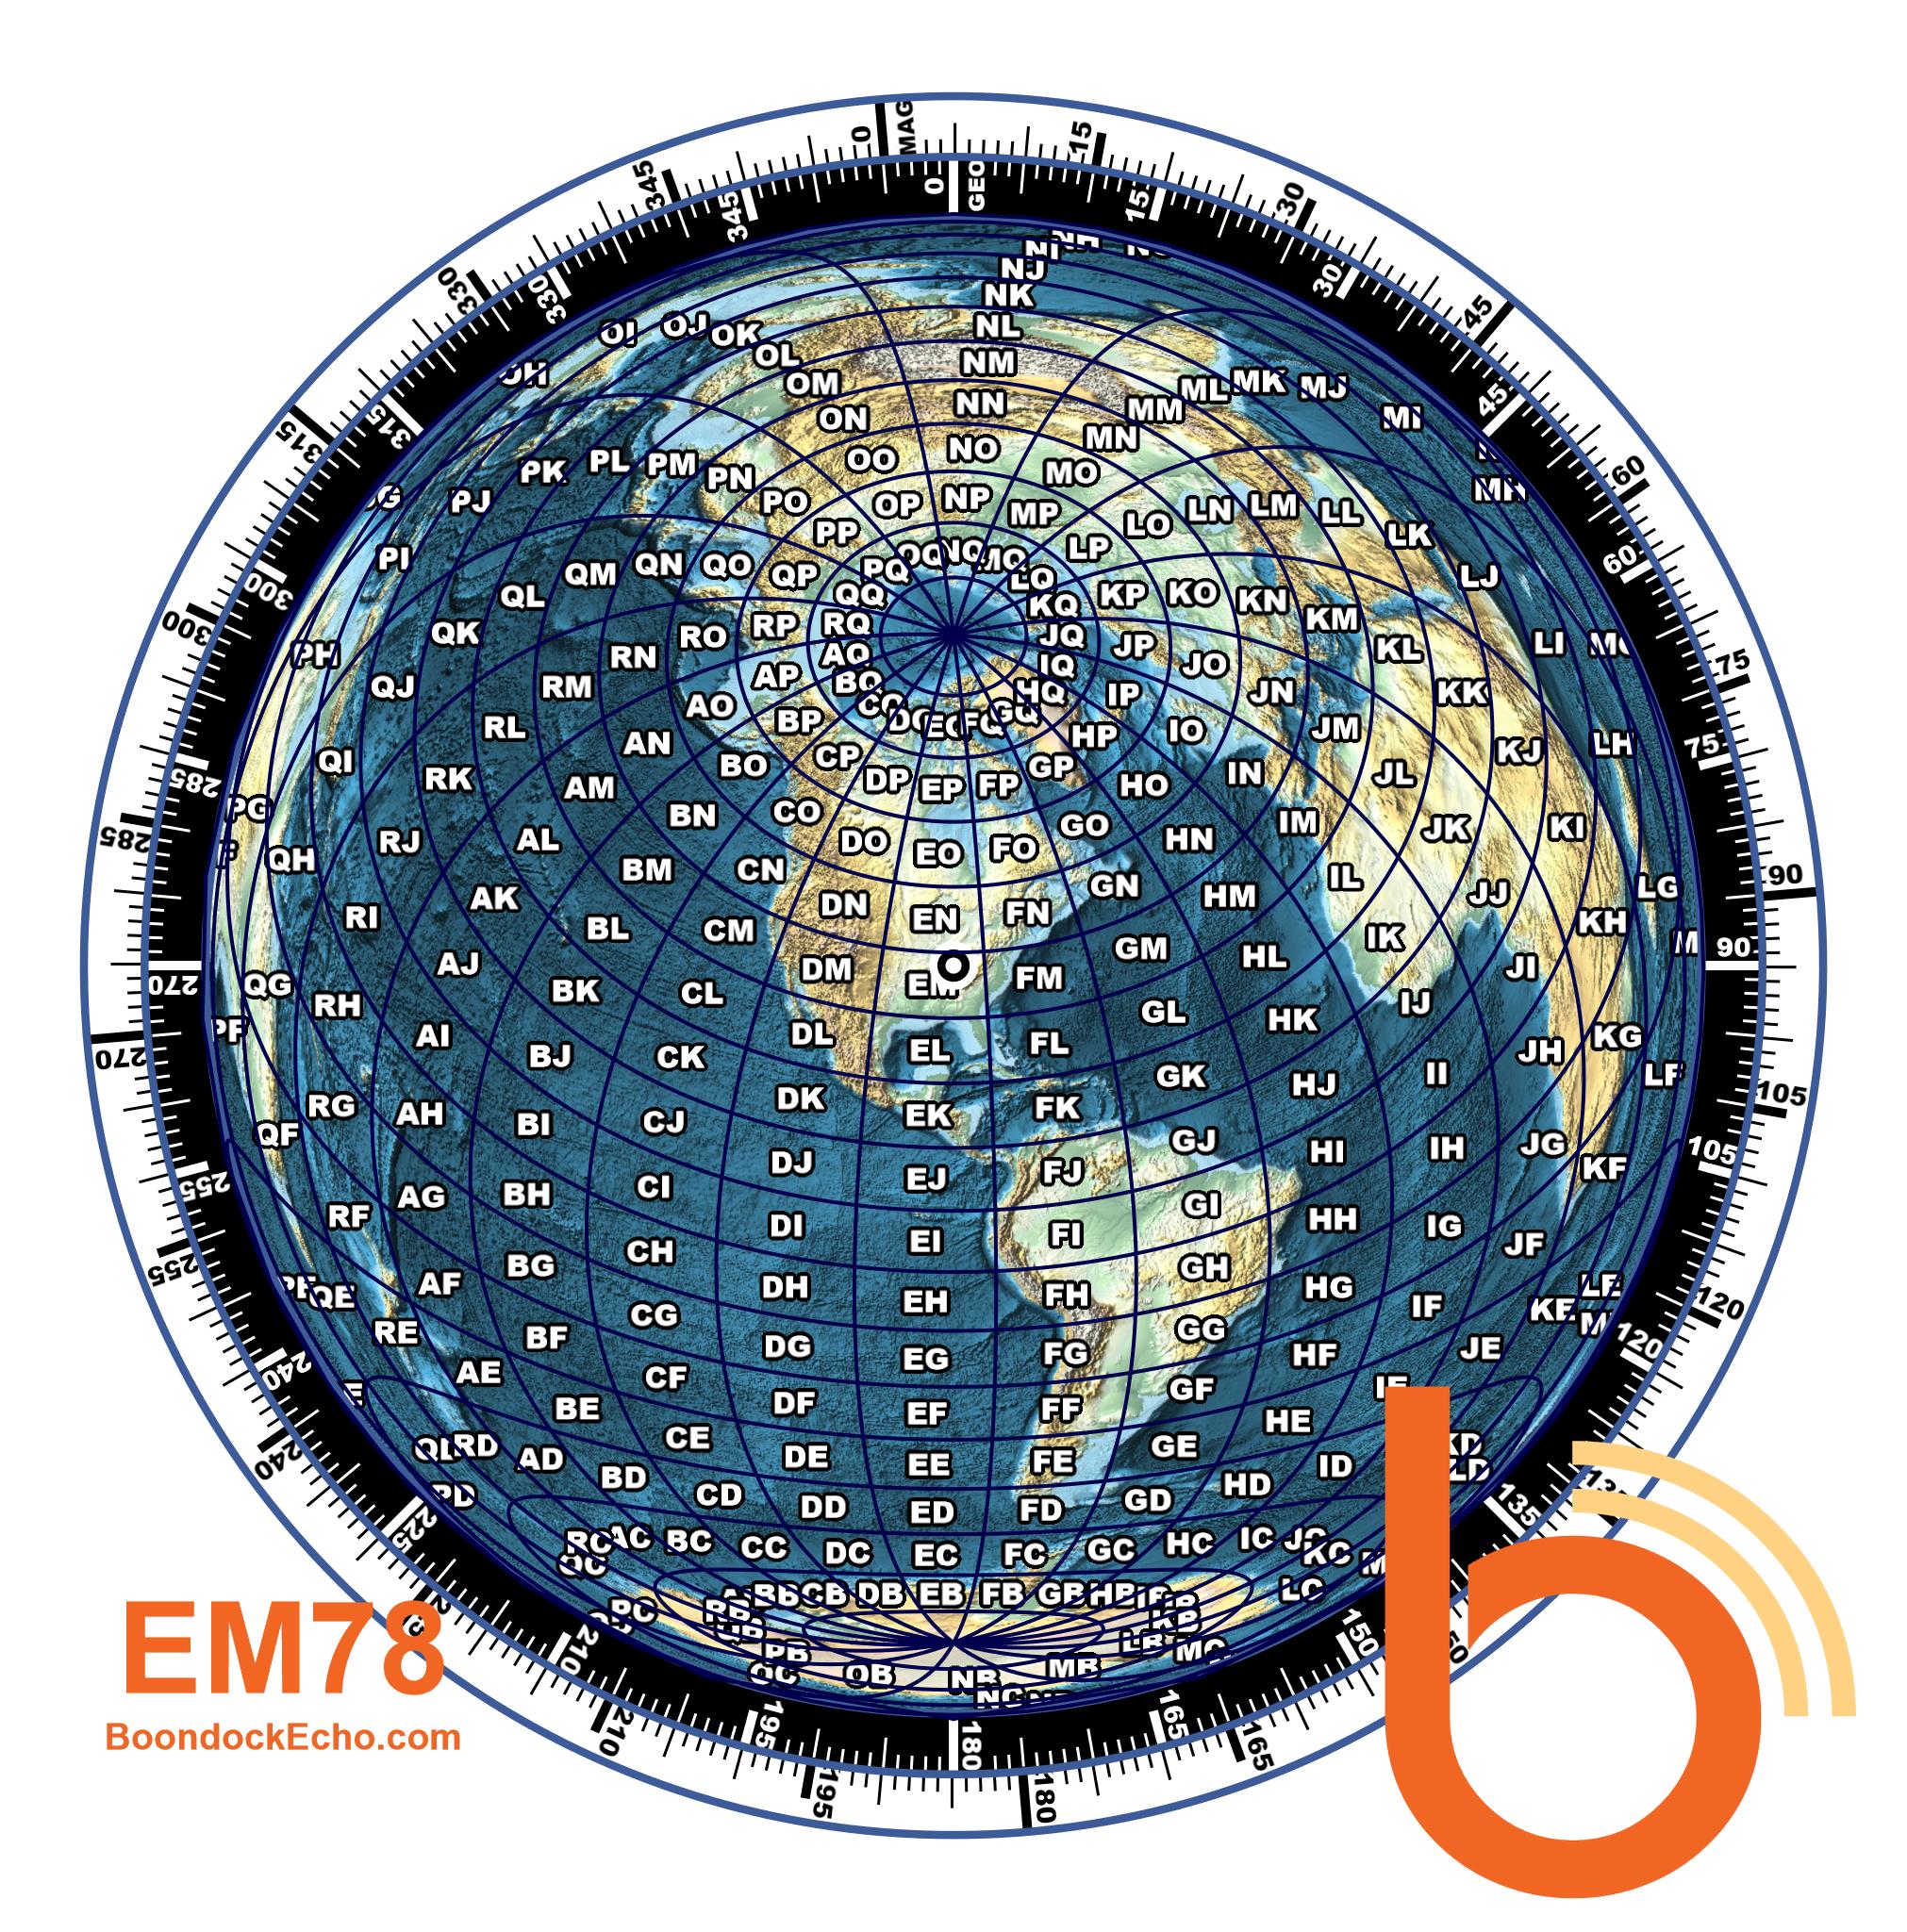 0 MAG
15
30
45
60
75
90
105
120
150
165
180
195
210
240
255
270
285
300
315
330
345
0 GEO
15
30
45
60
75
90
105
120
135
150
165
180
195
210
225
240
255
270
285
300
315
330
345
NH
NI
NJ
NK
OI OJ OK NL
OL NM
OH OM ML MK MJ
ON NN MM MI
OO NO MN
PK PL PM PN MO MH
PJ PO OP NP MP LO LN LM LL
PP LP LK
PI QM QN QO QP PQ OQ NQ MQ LQ LJ
QL QQ KQ KP KO KN
QK RO RP RQ JQ JP KM LI
PH RN AQ IQ JO KL
QJ RM AP BQ HQ IP JN KK
RL AO BP CQ DQ EQ FQ GQ HP IO JM
QI AN BO CP GP IN KJ LH
RK AM DP EP FP HO JL
PG BN CO GO IM JK KI
QH RJ AL DO EO FO HN
AK BM CN GN HM IL JJ LG
RI BL CM DN EN FN GM HL IK KH
QG AJ BK CL DM EM FM JI
PF RH AI GL HK IJ KG
BJ CK DL EL FL JH
RG AH DK EK FK GK HJ II LF
QF BI CJ GJ HI IH JG
AG BH CI DJ EJ FJ GI KF
RF BG CH DI EI FI GH HH IG JF
QE AF CG DH EH FH HG IF KE LE
RE BF DG EG FG GG HF JE
AE BE CF DF EF FF GF HE
RD AD BD CE DE EE FE GE HD ID KD
PD CD DD ED FD GD LD
RC AC BC CC DC EC FC GC HC IC JC
QC KC
BB CB DB EB FB GB HB LC
PC RB
QB PB LB MC
OC OB NB MB
NC
EM78
BoondockEcho.com
b